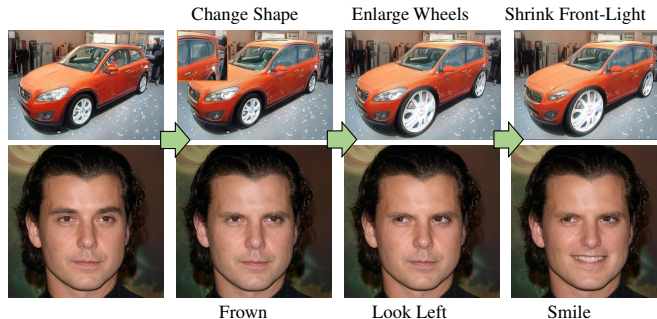 Change Shape
Enlarge Wheels
Shrink Front-Light
Frown
Look Left
Smile